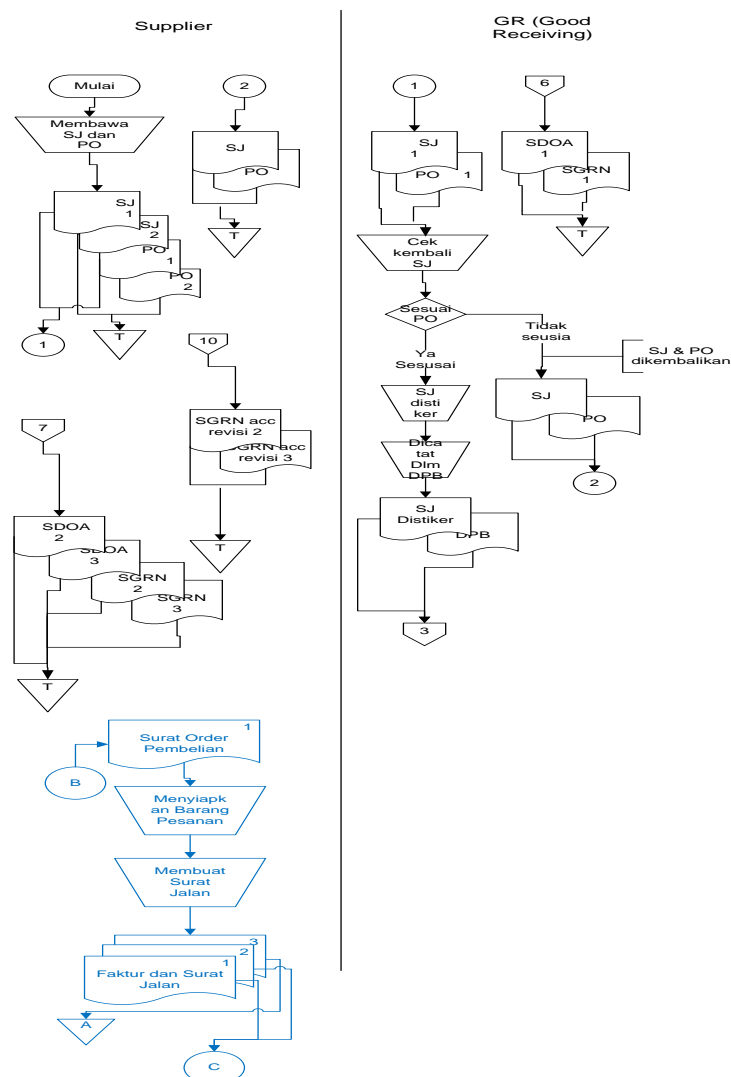 Supplier
Mulai
Membawa
SJ dan
PO
SJ
1
SJ
2
PO
1
PO
2
1
T
2
SJ
PO
T
10
SGRN acc
revisi 2
SGRN acc
revisi 3
T
7
SDOA
2
SDOA
3
SGRN
2
SGRN
3
T
B
1
Surat Order
Pembelian
Menyiapk
an Barang
Pesanan
Membuat
Surat
Jalan
3
2
1
Faktur dan Surat
Jalan
A
C
GR (Good
Receiving)
1
SJ
1
PO 1
Cek
kembali
SJ
Sesuai
PO
Ya
Sesusai
SJ
disti
ker
Dica
tat
Dlm
DPB
SJ
Distiker
DPB
3
6
SDOA
1
SGRN
1
T
Tidak
seusia
SJ & PO
dikembalikan
SJ
PO
2